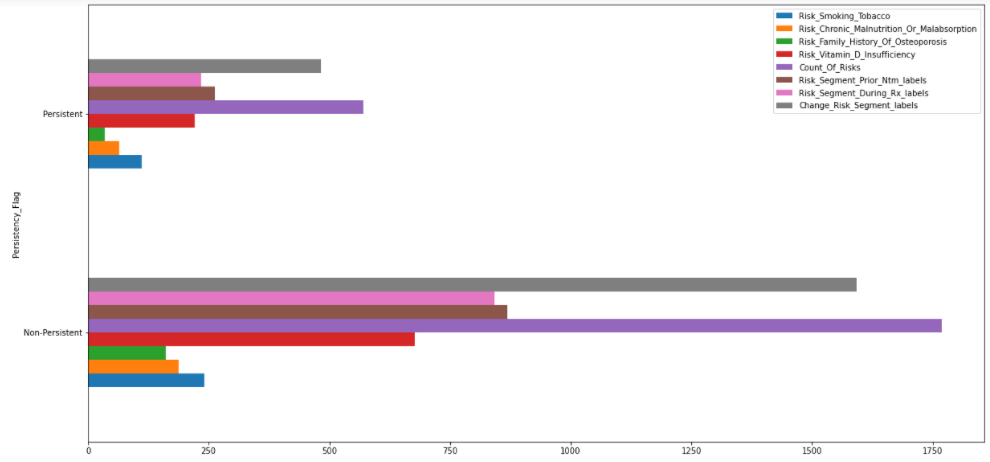 Risk_Smoking_Tobacco
Risk_Chronic_Malnutrition_Or_Malabsorption
Risk_Family_History_Of_Osteoporosis
Risk_Vitamin_D_Insufficiency
Count_Of_Risks
Risk_Segment_Prior_Ntm_labels
Risk_Segment_During_Rx_labels
Change_Risk_Segment_labels
Persistent
Persistency_Flag
Non-Persistent
0 250 500 750 1000 1250 1500 1750